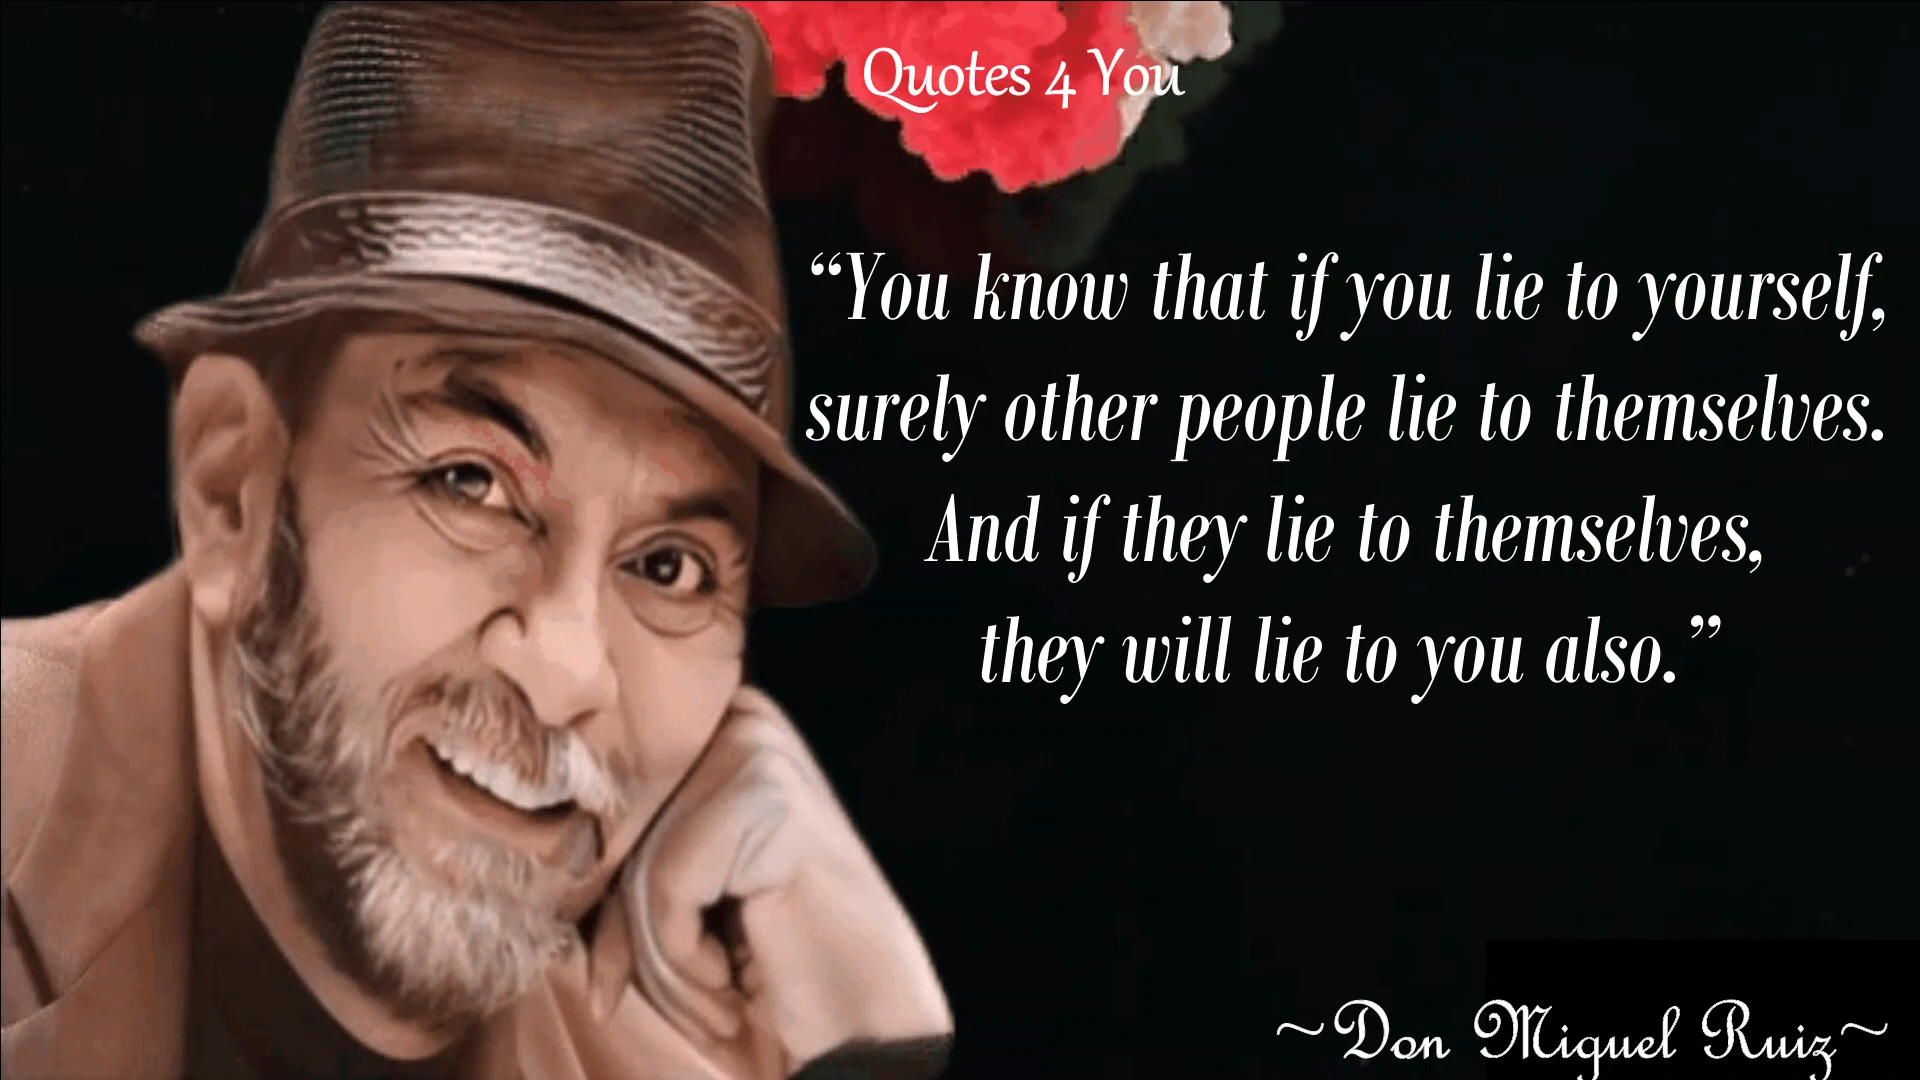 Quotes 4 You
“You know that if you lie to yourself,
surely other people lie to themselves.
And if they lie to themselves,
they will lie to you also.”
~Don Miguel Ruiz~